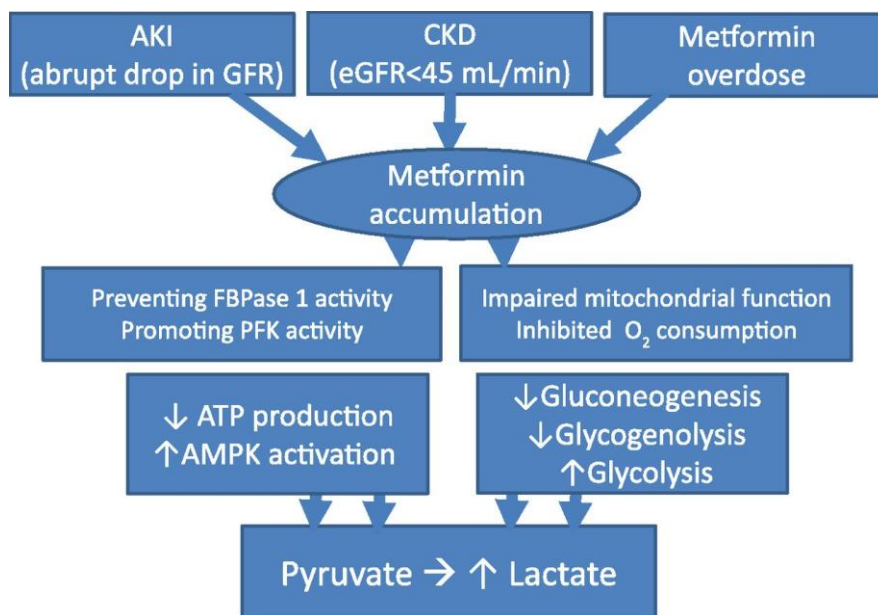 AKI
(abrupt drop in GFR)
CKD
(eGFR<45 mL/min)
Metformin
overdose
Metformin
accumulation
Preventing FBPase 1 activity
Promoting PFK activity
Impaired mitochondrial function
Inhibited O₂ consumption
↓ ATP production
↑AMPK activation
↓Gluconeogenesis
↓Glycogenolysis
↑Glycolysis
Pyruvate → ↑ Lactate